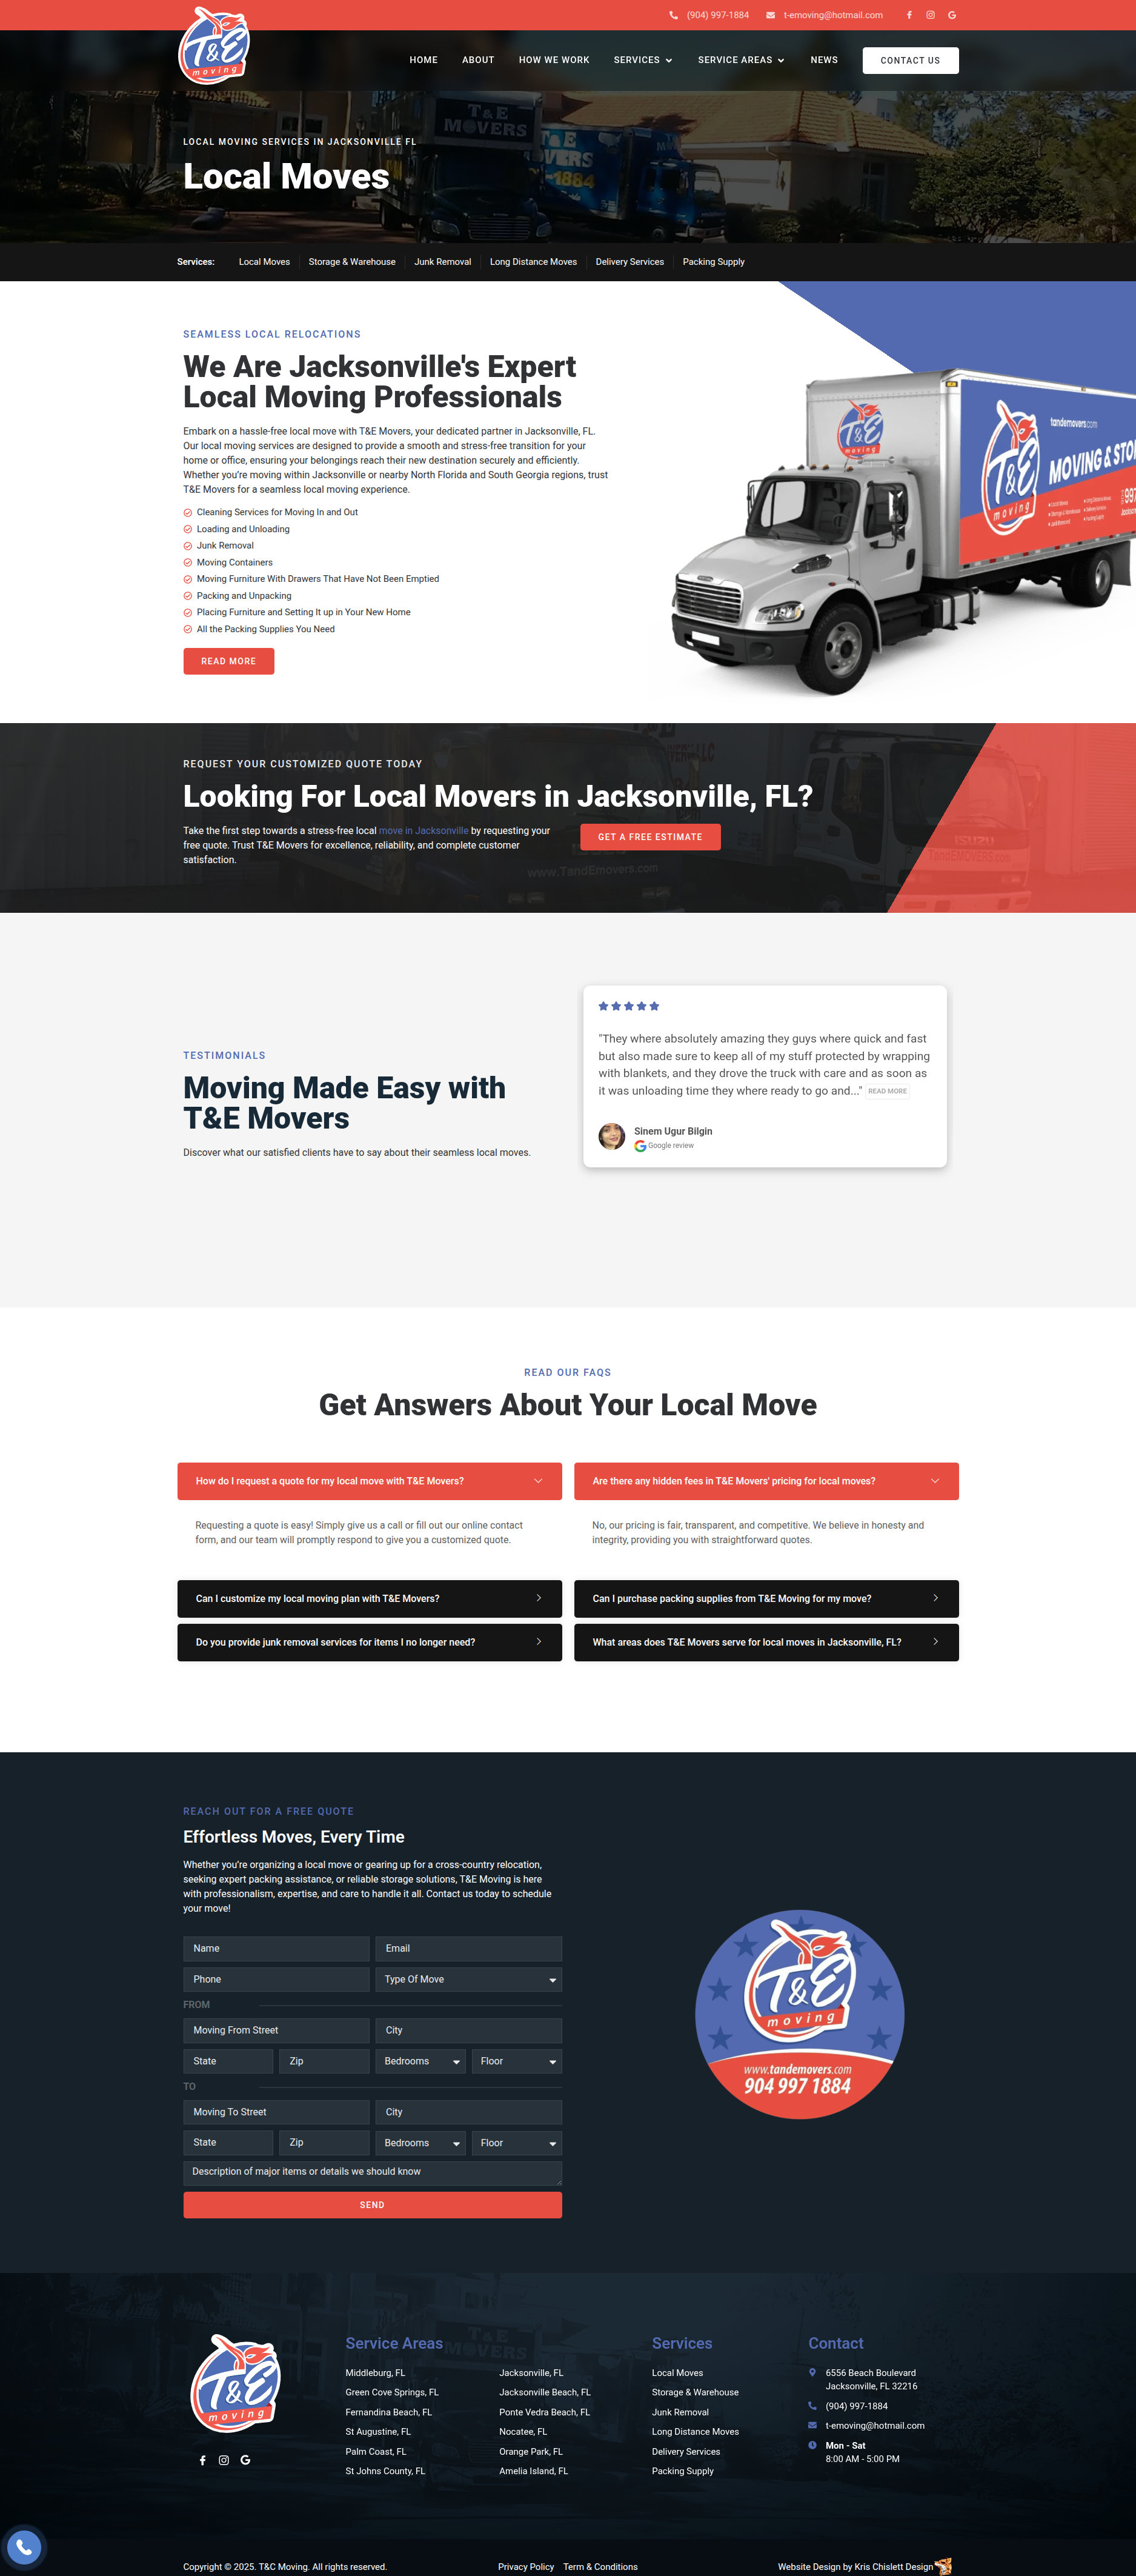 (904) 997-1884 t-emoving@hotmail.com
T&E
moving
HOME ABOUT HOW WE WORK SERVICES SERVICE AREAS NEWS CONTACT US
LOCAL MOVING SERVICES IN JACKSONVILLE FL
Local Moves
Services: Local Moves Storage & Warehouse Junk Removal Long Distance Moves Delivery Services Packing Supply
SEAMLESS LOCAL RELOCATIONS
We Are Jacksonville's Expert
Local Moving Professionals
Embark on a hassle-free local move with T&E Movers, your dedicated partner in Jacksonville, FL.
Our local moving services are designed to provide a smooth and stress-free transition for your
home or office, ensuring your belongings reach their new destination securely and efficiently.
Whether you're moving within Jacksonville or nearby North Florida and South Georgia regions, trust
T&E Movers for a seamless local moving experience.
Cleaning Services for Moving In and Out
Loading and Unloading
Junk Removal
Moving Containers
Moving Furniture With Drawers That Have Not Been Emptied
Packing and Unpacking
Placing Furniture and Setting It up in Your New Home
All the Packing Supplies You Need
READ MORE
T&E
moving
tandemovers.com
T&E
moving
MOVING & STO
REQUEST YOUR CUSTOMIZED QUOTE TODAY
Looking For Local Movers in Jacksonville, FL?
Take the first step towards a stress-free local move in Jacksonville by requesting your
free quote. Trust T&E Movers for excellence, reliability, and complete customer
satisfaction.
GET A FREE ESTIMATE
www.TandEmovers.com
ISUZU
TandEMOVERS.com
TESTIMONIALS
Moving Made Easy with
T&E Movers
Discover what our satisfied clients have to say about their seamless local moves.
"They where absolutely amazing they guys where quick and fast
but also made sure to keep all of my stuff protected by wrapping
with blankets, and they drove the truck with care and as soon as
it was unloading time they where ready to go and..." READ MORE
Sinem Ugur Bilgin
Google review
READ OUR FAQS
Get Answers About Your Local Move
How do I request a quote for my local move with T&E Movers?
Requesting a quote is easy! Simply give us a call or fill out our online contact
form, and our team will promptly respond to give you a customized quote.
Can I customize my local moving plan with T&E Movers?
Do you provide junk removal services for items I no longer need?
Are there any hidden fees in T&E Movers' pricing for local moves?
No, our pricing is fair, transparent, and competitive. We believe in honesty and
integrity, providing you with straightforward quotes.
Can I purchase packing supplies from T&E Moving for my move?
What areas does T&E Movers serve for local moves in Jacksonville, FL?
REACH OUT FOR A FREE QUOTE
Effortless Moves, Every Time
Whether you're organizing a local move or gearing up for a cross-country relocation,
seeking expert packing assistance, or reliable storage solutions, T&E Moving is here
with professionalism, expertise, and care to handle it all. Contact us today to schedule
your move!
Name Email
Phone Type Of Move
FROM
Moving From Street City
State Zip Bedrooms Floor
TO
Moving To Street City
State Zip Bedrooms Floor
Description of major items or details we should know
SEND
T&E
moving
www.tandemovers.com
904 997 1884
T&E
moving
Service Areas
Middleburg, FL
Green Cove Springs, FL
Fernandina Beach, FL
St Augustine, FL
Palm Coast, FL
St Johns County, FL
Jacksonville, FL
Jacksonville Beach, FL
Ponte Vedra Beach, FL
Nocatee, FL
Orange Park, FL
Amelia Island, FL
Services
Local Moves
Storage & Warehouse
Junk Removal
Long Distance Moves
Delivery Services
Packing Supply
Contact
6556 Beach Boulevard
Jacksonville, FL 32216
(904) 997-1884
t-emoving@hotmail.com
Mon - Sat
8:00 AM - 5:00 PM
Copyright © 2025. T&C Moving. All rights reserved. Privacy Policy Term & Conditions Website Design by Kris Chislett Design